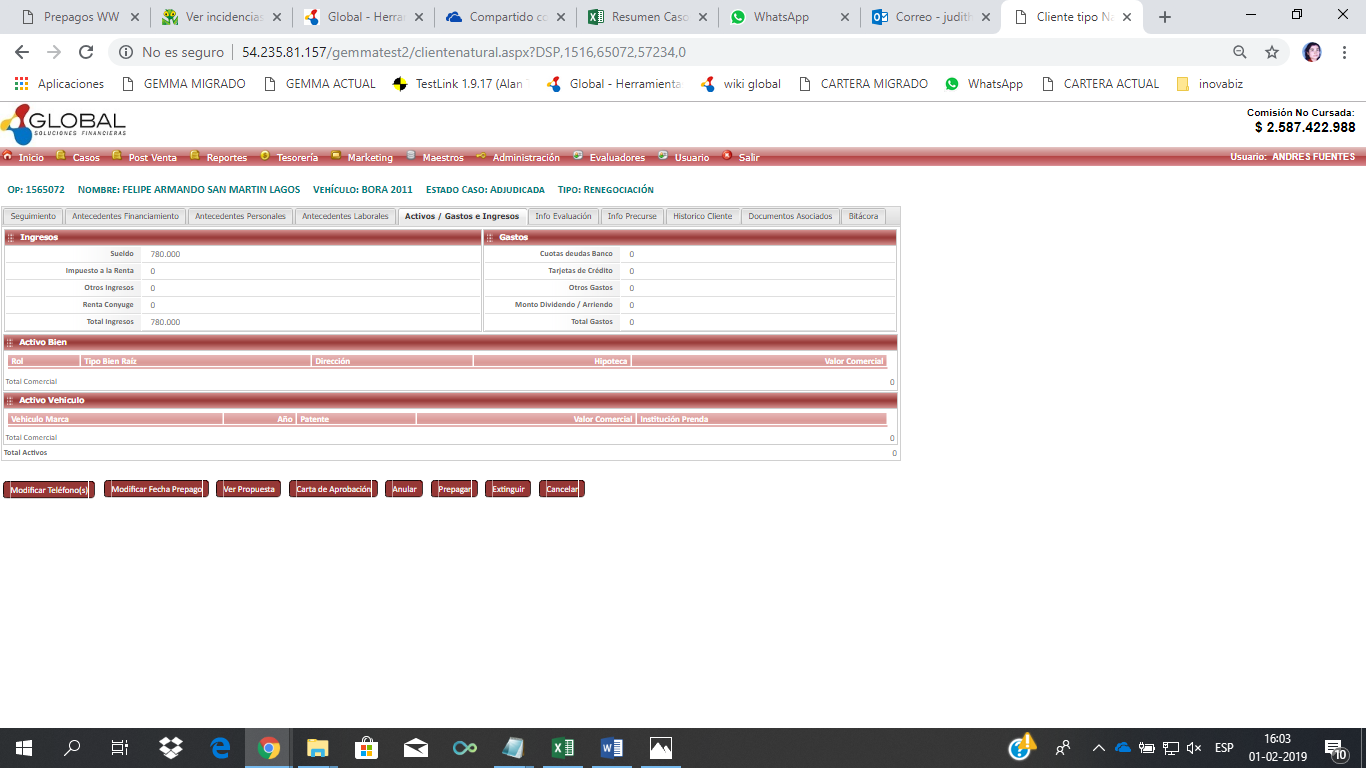 Prepagos WW
Ver incidencias
Global - Herra
Compartido co
Resumen Caso
WhatsApp
Correo - judith
Cliente tipo Na
No es seguro
54.235.81.157/gemmatest2/clientenatural.aspx?DSP,1516,65072,57234,0
Aplicaciones
GEMMA MIGRADO
GEMMA ACTUAL
TestLink 1.9.17 (Alan
Global - Herramienta
wiki global
CARTERA MIGRADO
WhatsApp
CARTERA ACTUAL
inovabiz
GLOBAL
SOLUCIONES FINANCIERAS
Comisión No Cursada:
$ 2.587.422.988
Inicio Casos Post Venta Reportes Tesorería Marketing Maestros Administración Evaluadores Usuario Salir
Usuario: ANDRES FUENTES
Op: 1565072 Nombre: FELIPE ARMANDO SAN MARTIN LAGOS Vehículo: BORA 2011 Estado Caso: Adjudicada Tipo: Renegociación
Seguimiento Antecedentes Financiamiento Antecedentes Personales Antecedentes Laborales Activos / Gastos e Ingresos Info Evaluación Info Precurse Historico Cliente Documentos Asociados Bitácora
Ingresos
Sueldo 780.000
Impuesto a la Renta 0
Otros Ingresos 0
Renta Conyuge 0
Total Ingresos 780.000
Gastos
Cuotas deudas Banco 0
Tarjetas de Crédito 0
Otros Gastos 0
Monto Dividendo / Arriendo 0
Total Gastos 0
Activo Bien
Rol Tipo Bien Raíz Dirección Hipoteca Valor Comercial
Total Comercial 0
Activo Vehículo
Vehículo Marca Año Patente Valor Comercial Institución Prenda
Total Comercial 0
Total Activos 0
Modificar Teléfono(s) Modificar Fecha Prepago Ver Propuesta Carta de Aprobación Anular Prepagar Extinguir Cancelar
ESP
16:03
01-02-2019
10